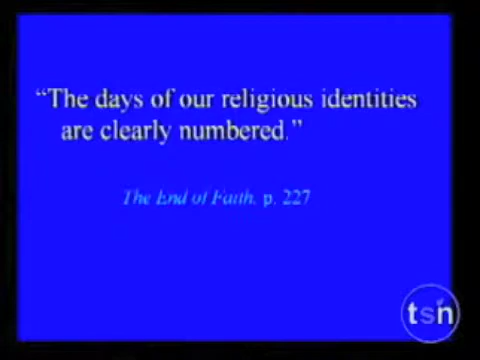 “The days of our religious identities
are clearly numbered.”
The End of Faith. p. 227
tsn